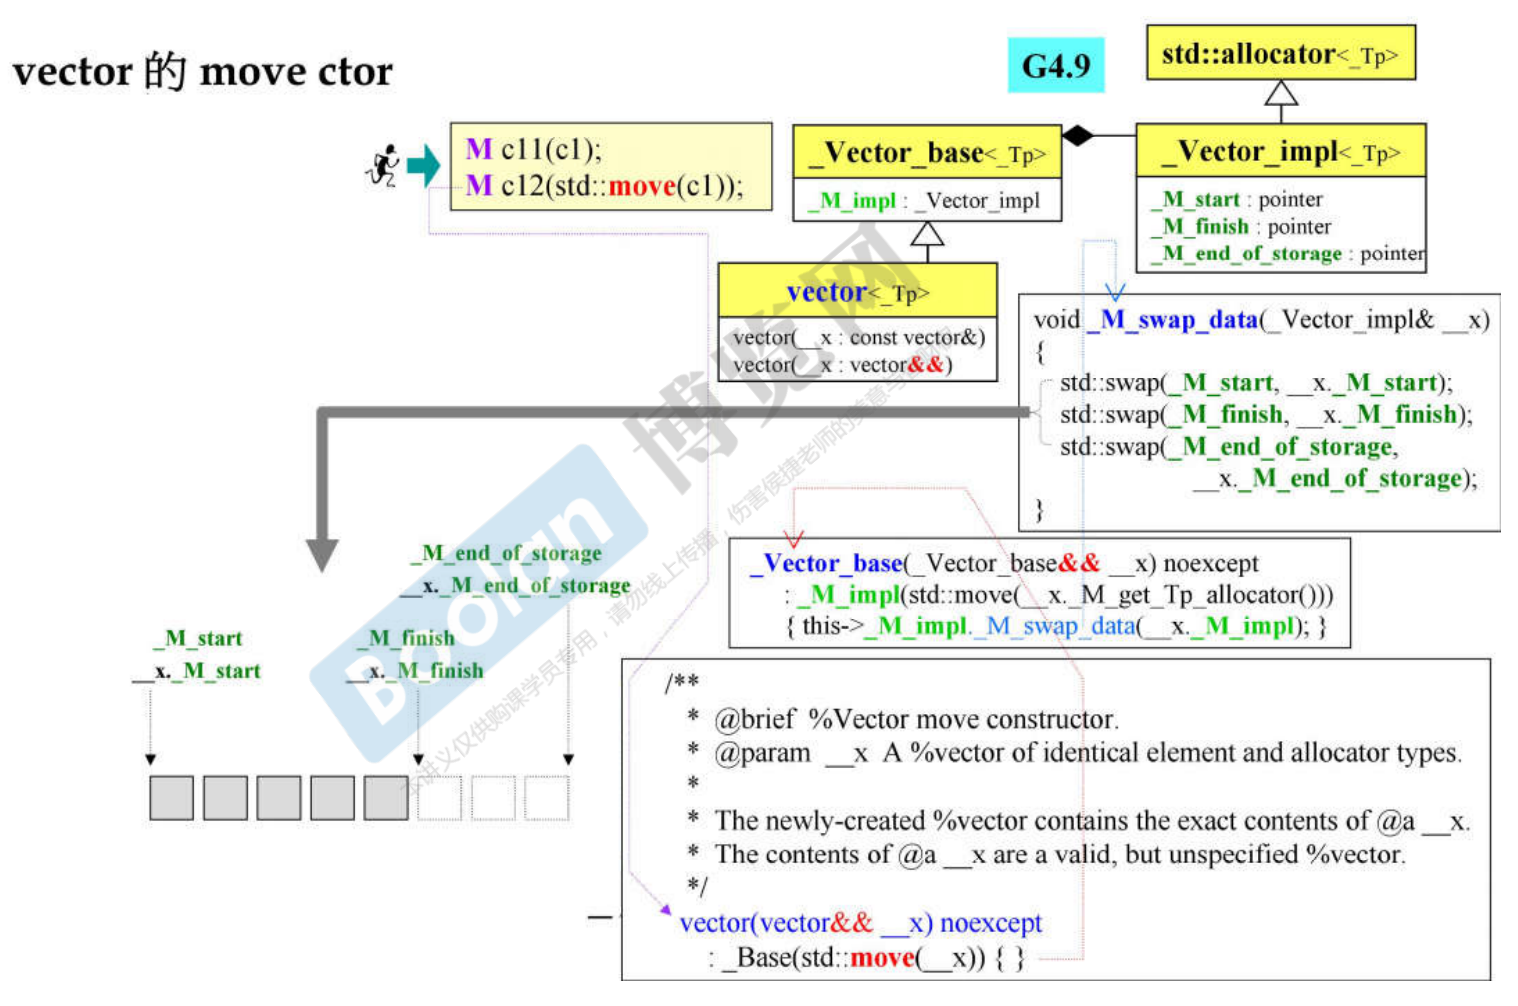 vector 的 move ctor
G4.9
std::allocator<_Tp>
M c11(c1);
M c12(std::move(c1));
_Vector_base<_Tp>
_M_impl : _Vector_impl
_Vector_impl<_Tp>
_M_start : pointer
_M_finish : pointer
_M_end_of_storage : pointer
vector<_Tp>
vector(__x : const vector&)
vector(__x : vector&&)
void _M_swap_data(_Vector_impl& __x)
{
std::swap(_M_start, __x._M_start);
std::swap(_M_finish, __x._M_finish);
std::swap(_M_end_of_storage,
__x._M_end_of_storage);
}
_M_end_of_storage
__x._M_end_of_storage
_M_start
__x._M_start
_M_finish
__x._M_finish
_Vector_base(_Vector_base&& __x) noexcept
: _M_impl(std::move(__x._M_get_Tp_allocator()))
{ this->_M_impl._M_swap_data(__x._M_impl); }
/**
* @brief %Vector move constructor.
* @param __x A %vector of identical element and allocator types.
*
* The newly-created %vector contains the exact contents of @a __x.
* The contents of @a __x are a valid, but unspecified %vector.
*/
vector(vector&& __x) noexcept
: _Base(std::move(__x)) { }
Boolan
博览网
本讲义仅供购课学员专用，请勿线上传播，伤害侯捷老师的美意与